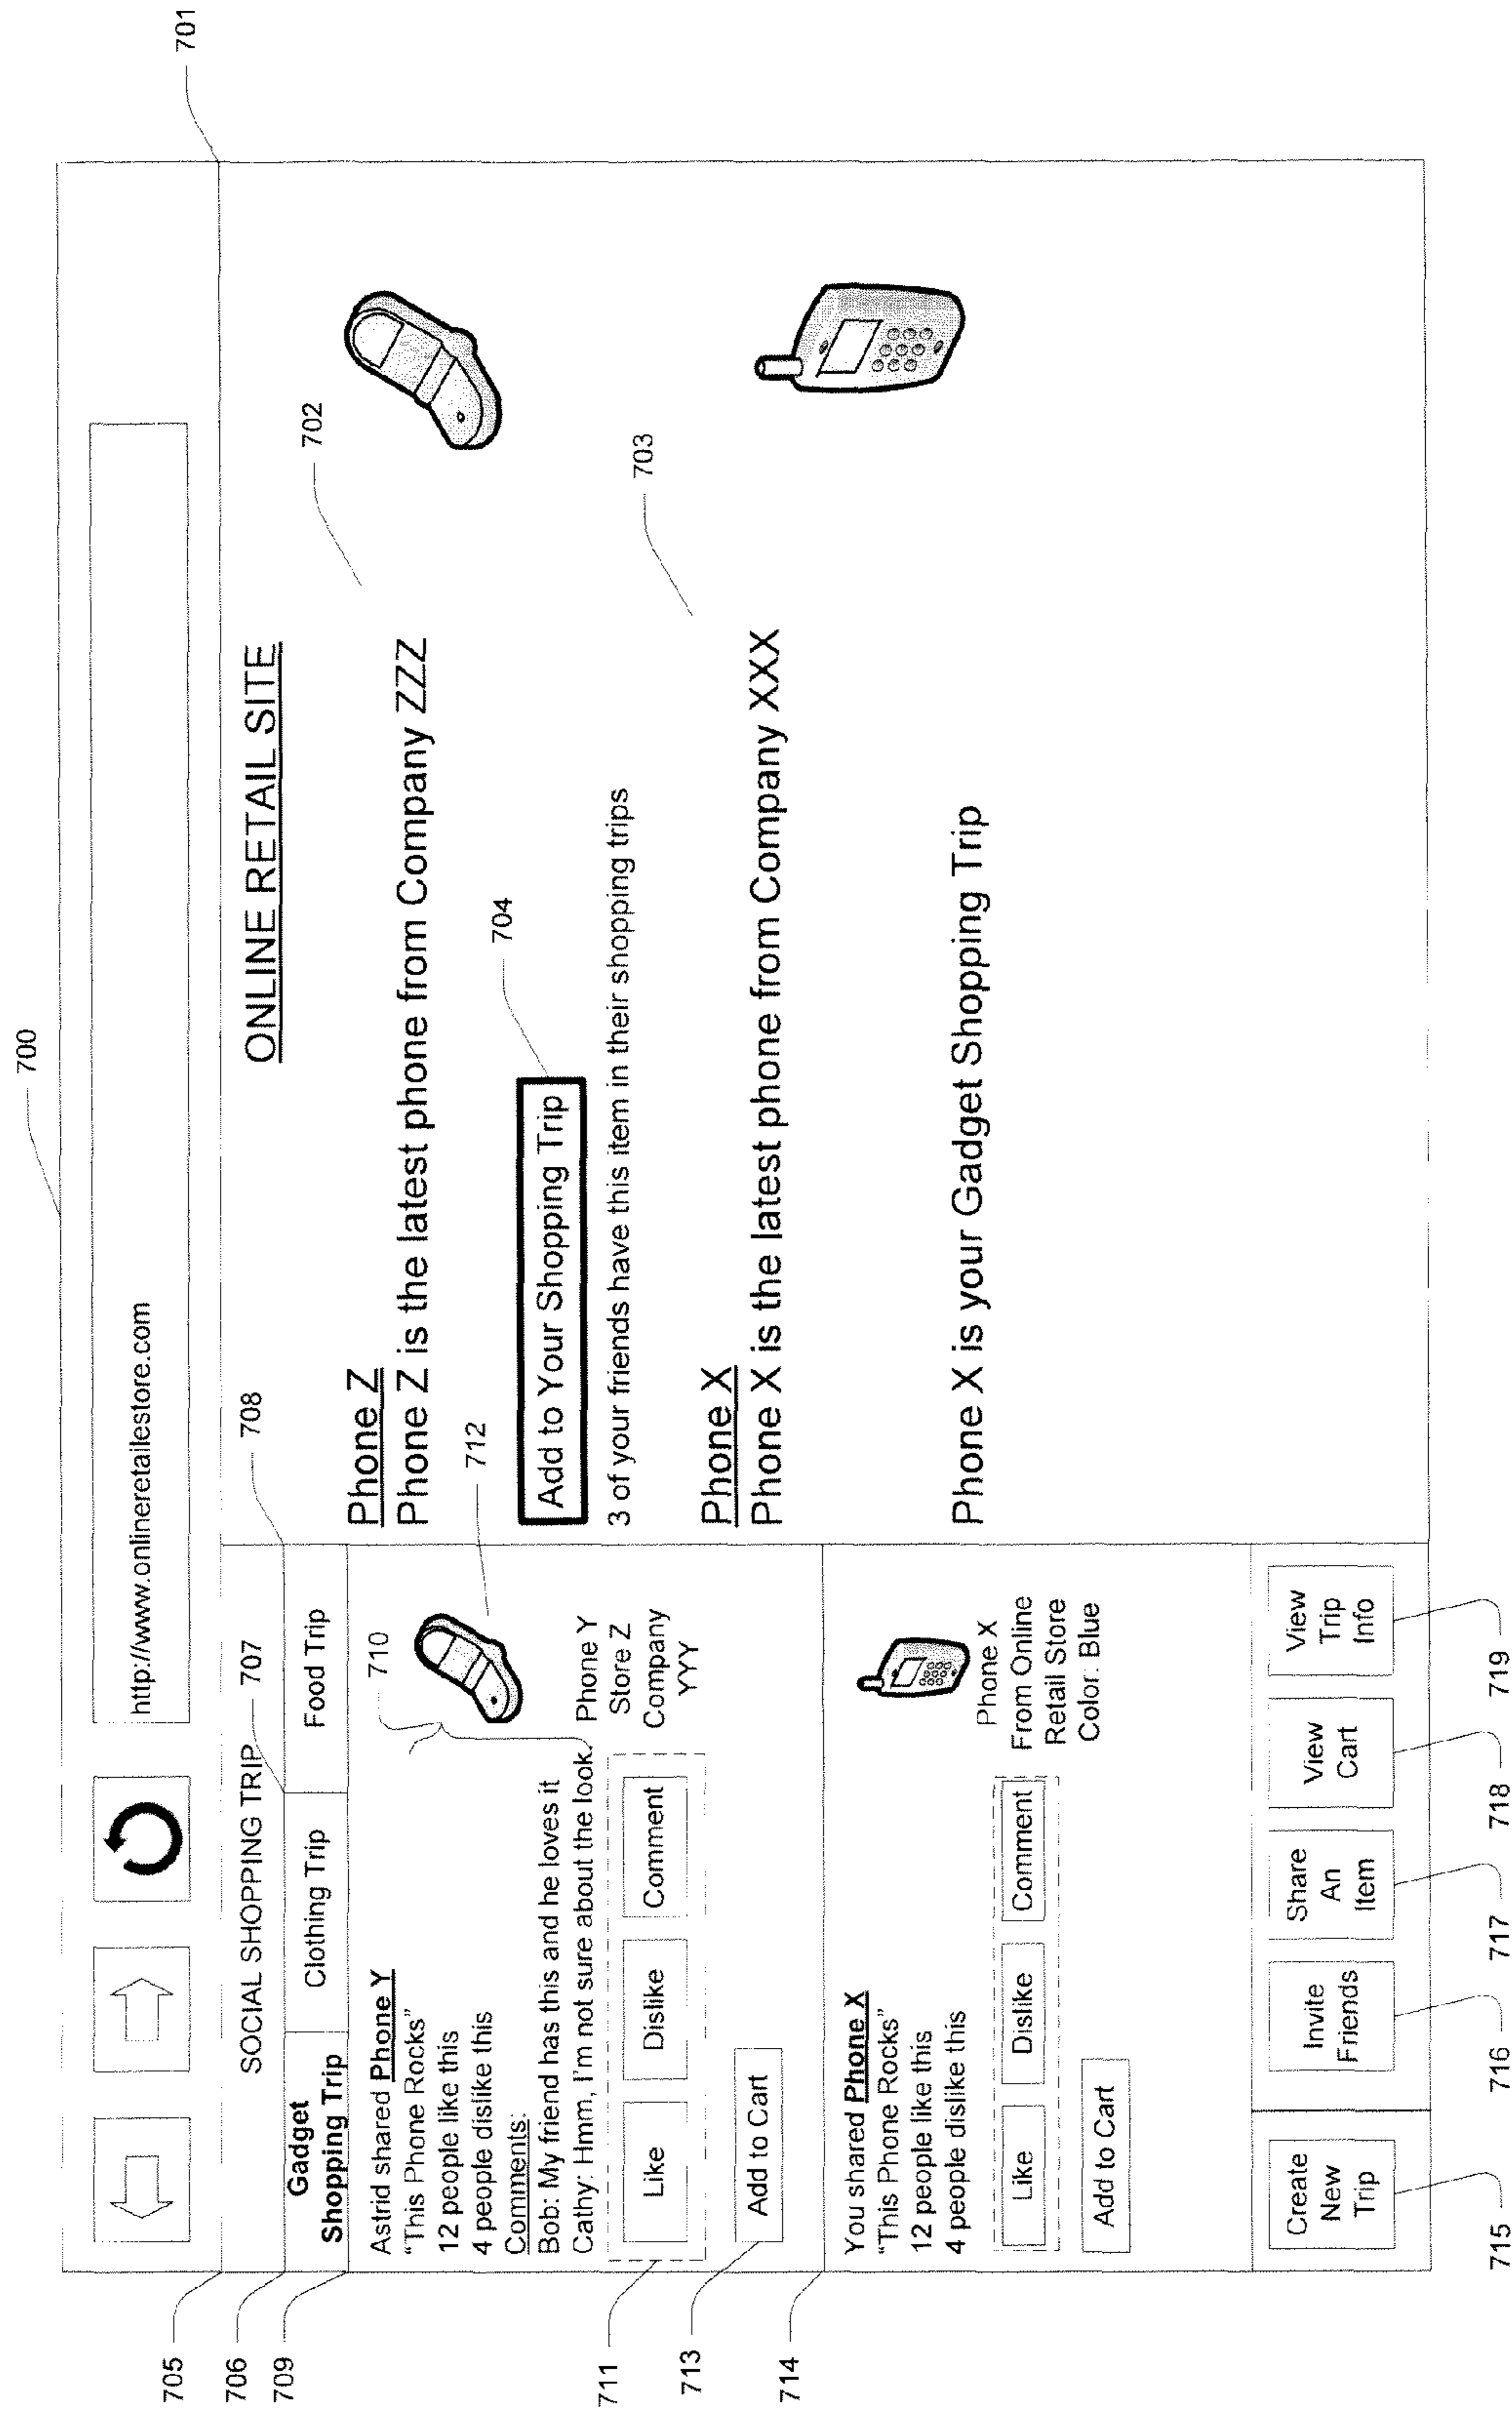 700
701
http://www.onlineretailestore.com
705
SOCIAL SHOPPING TRIP
706
707
708
709
Gadget
Shopping Trip
Clothing Trip
Food Trip
Astrid shared Phone Y
“This Phone Rocks”
12 people like this
4 people dislike this
Comments:
Bob: My friend has this and he loves it
Cathy: Hmm, I'm not sure about the look.
710
712
Phone Y
Store Z
Company
YYY
711
Like
Dislike
Comment
713
Add to Cart
714
You shared Phone X
“This Phone Rocks”
12 people like this
4 people dislike this
Like
Dislike
Comment
Add to Cart
Phone X
From Online
Retail Store
Color: Blue
Create
New
Trip
Invite
Friends
Share
An
Item
View
Cart
View
Trip
Info
715
716
717
718
719
ONLINE RETAIL SITE
702
Phone Z
Phone Z is the latest phone from Company ZZZ
704
Add to Your Shopping Trip
3 of your friends have this item in their shopping trips
703
Phone X
Phone X is the latest phone from Company XXX
Phone X is your Gadget Shopping Trip